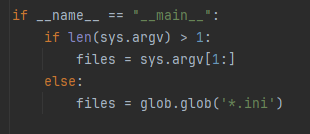 if __name__ == "__main__":
    if len(sys.argv) > 1:
        files = sys.argv[1:]
    else:
        files = glob.glob('*.ini')